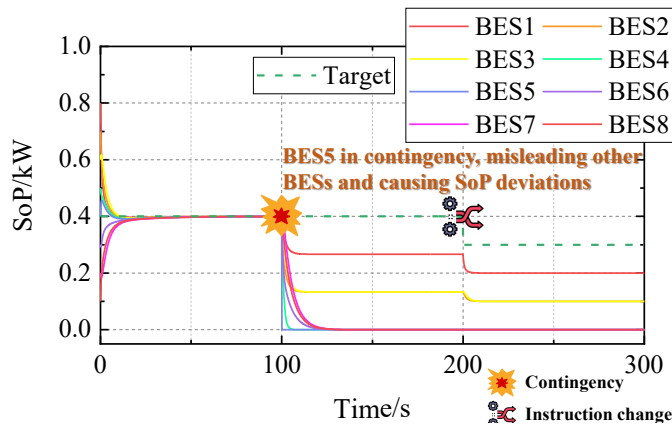 BES1 BES2
BES3 BES4
BES5 BES6
BES7 BES8
Target
SoP/kW
1.0
0.8
0.6
0.4
0.2
0.0
BES5 in contingency, misleading other
BESs and causing SoP deviations
0 100 200 300
Time/s
Contingency
Instruction change